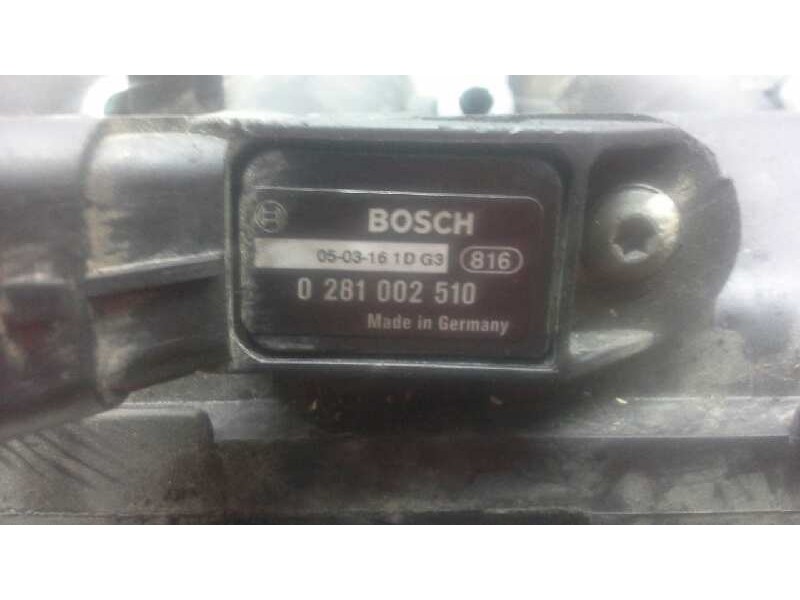 BOSCH
05-03-16 1D G3 816
0 281 002 510
Made in Germany